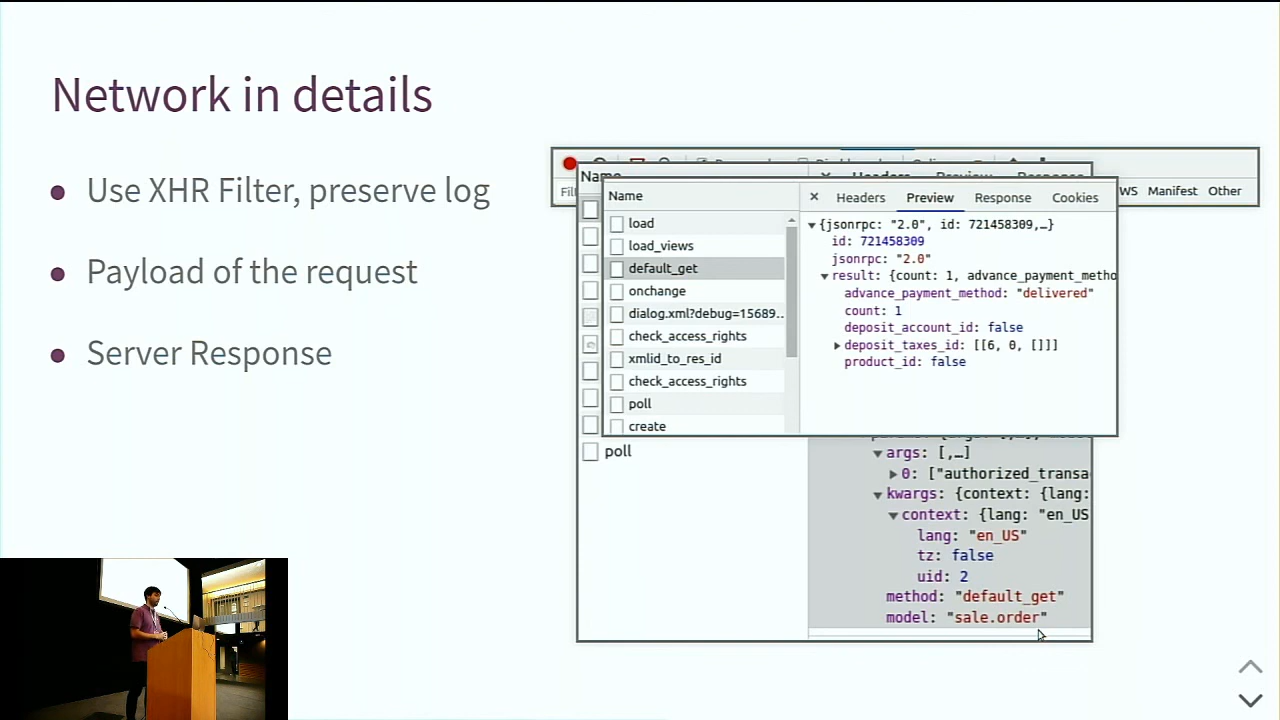 Network in details
Use XHR Filter, preserve log
Payload of the request
Server Response
WS Manifest Other
Name
Name
Headers Preview Response Cookies
load
load_views
default_get
onchange
dialog.xml?debug=15689..
check_access_rights
xmlid_to_res_id
check_access_rights
poll
create
{jsonrpc: "2.0", id: 721458309,…}
id: 721458309
jsonrpc: "2.0"
result: {count: 1, advance_payment_metho
advance_payment_method: "delivered"
count: 1
deposit_account_id: false
deposit_taxes_id: [[6, 0, []]]
product_id: false
poll
args: [,…]
0: ["authorized_transa
kwargs: {context: {lang:
context: {lang: "en_US
lang: "en_US"
tz: false
uid: 2
method: "default_get"
model: "sale.order"